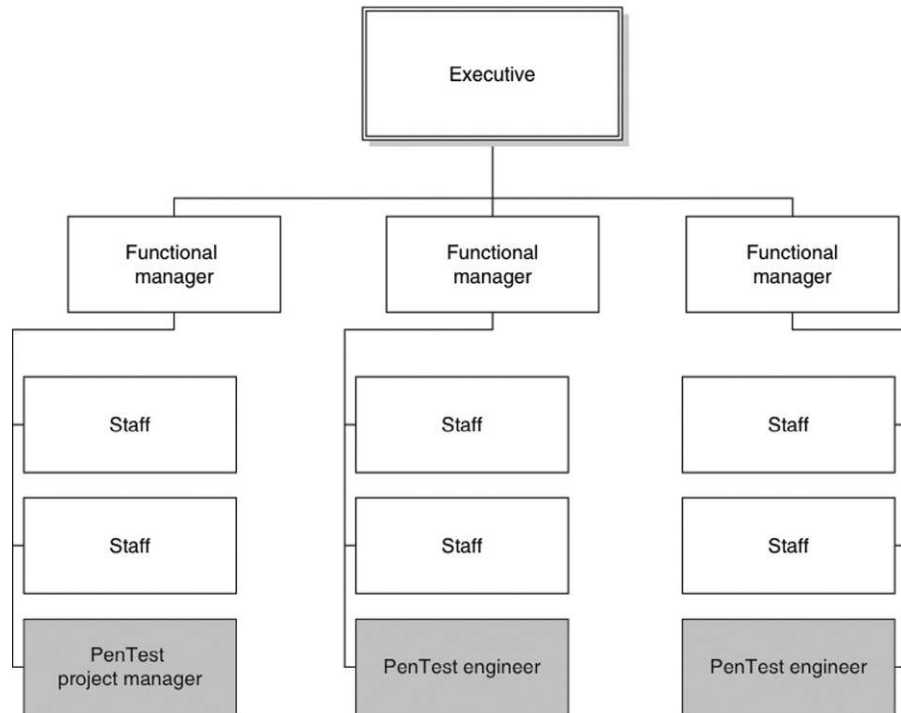 Executive
Functional
manager
Functional
manager
Functional
manager
Staff
Staff
Staff
Staff
Staff
Staff
PenTest
project manager
PenTest engineer
PenTest engineer